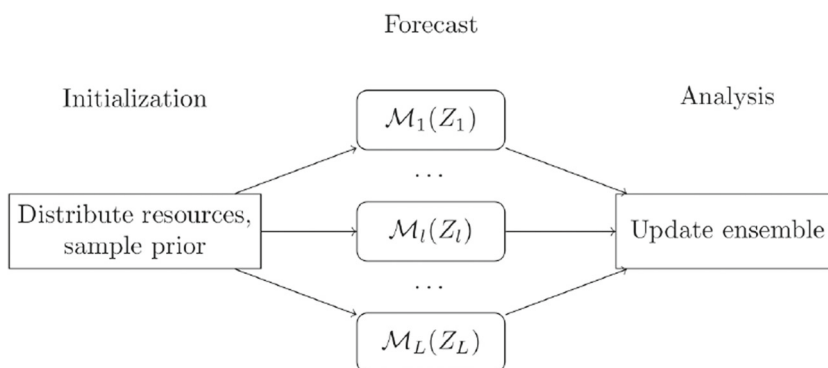 Forecast
Initialization
Analysis
Distribute resources,
sample prior
ℳ₁(Z₁)
...
ℳₗ(Zₗ)
...
ℳ_L(Z_L)
Update ensemble